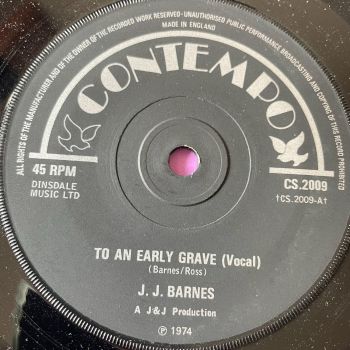 ALL RIGHTS OF THE MANUFACTURER AND OF THE OWNER OF THE RECORDED WORK RESERVED-UNAUTHORISED PUBLIC PERFORMANCE BROADCASTING AND COPYING OF THIS RECORD PROHIBITED
MADE IN ENGLAND
CONTEMPO
45 RPM
DINSDALE
MUSIC LTD
CS.2009
†CS.2009-A†
TO AN EARLY GRAVE (Vocal)
(Barnes/Ross)
J. J. BARNES
A J&J Production
℗ 1974